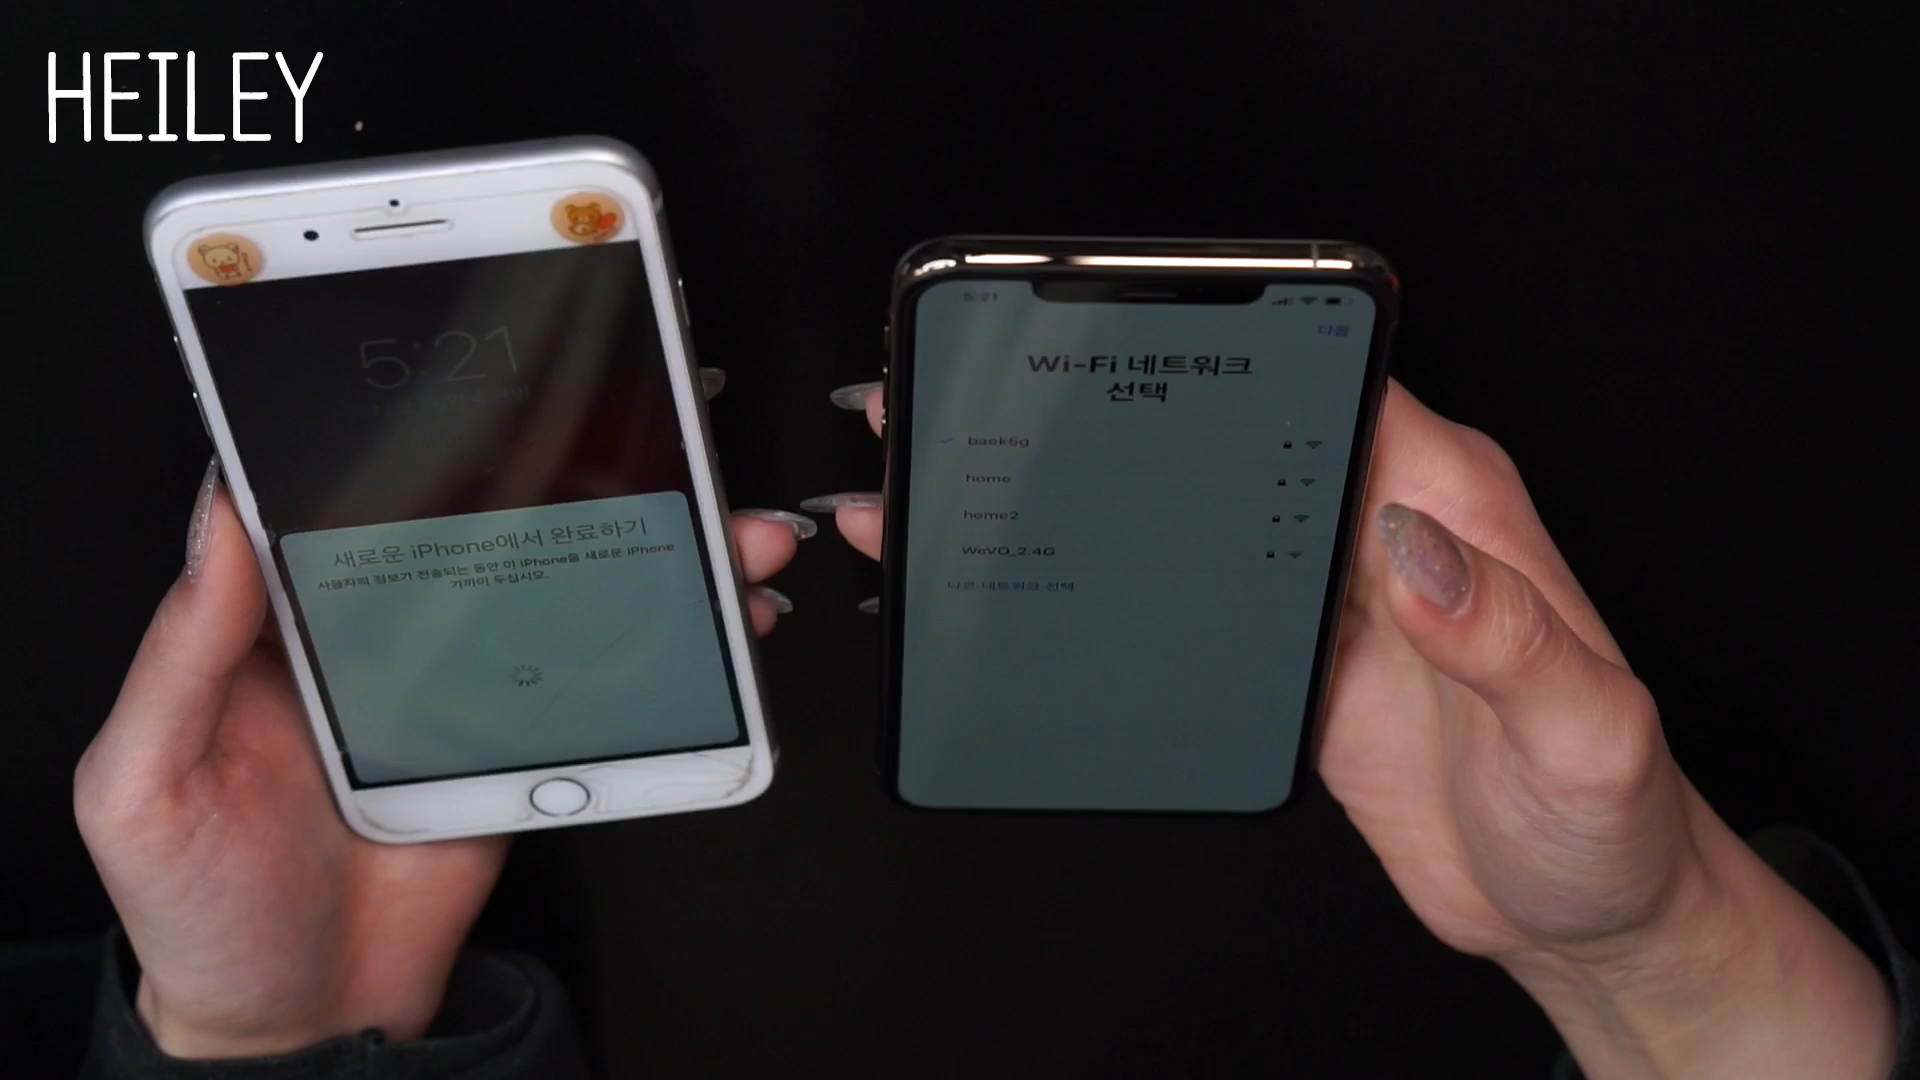 HEILEY
5:21
새로운 iPhone에서 완료하기
사용자의 정보가 전송되는 동안 이 iPhone을 새로운 iPhone
가까이 두십시오.
5:21
다음
Wi-Fi 네트워크
선택
baek5g
home
home2
WeVO_2.4G
다른 네트워크 선택